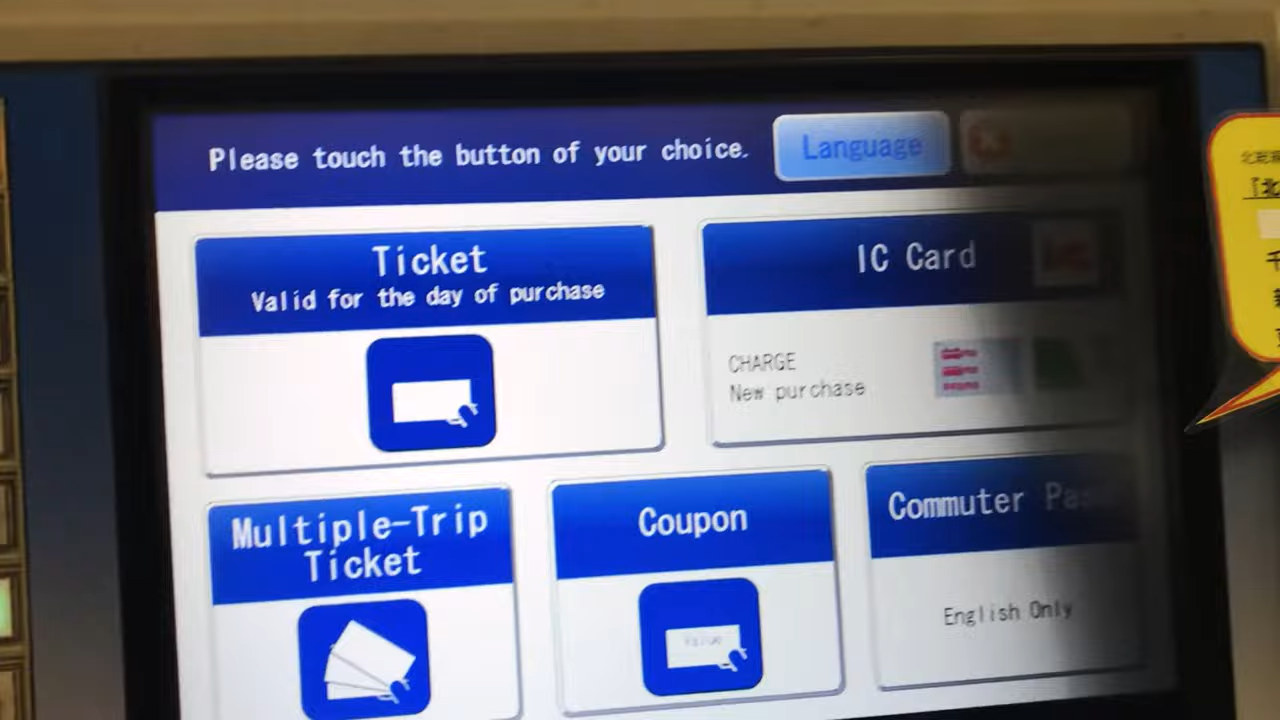 Please touch the button of your choice.
Language
Ticket
Valid for the day of purchase
IC Card
CHARGE
New purchase
Multiple-Trip
Ticket
Coupon
Value
Commuter
English Only